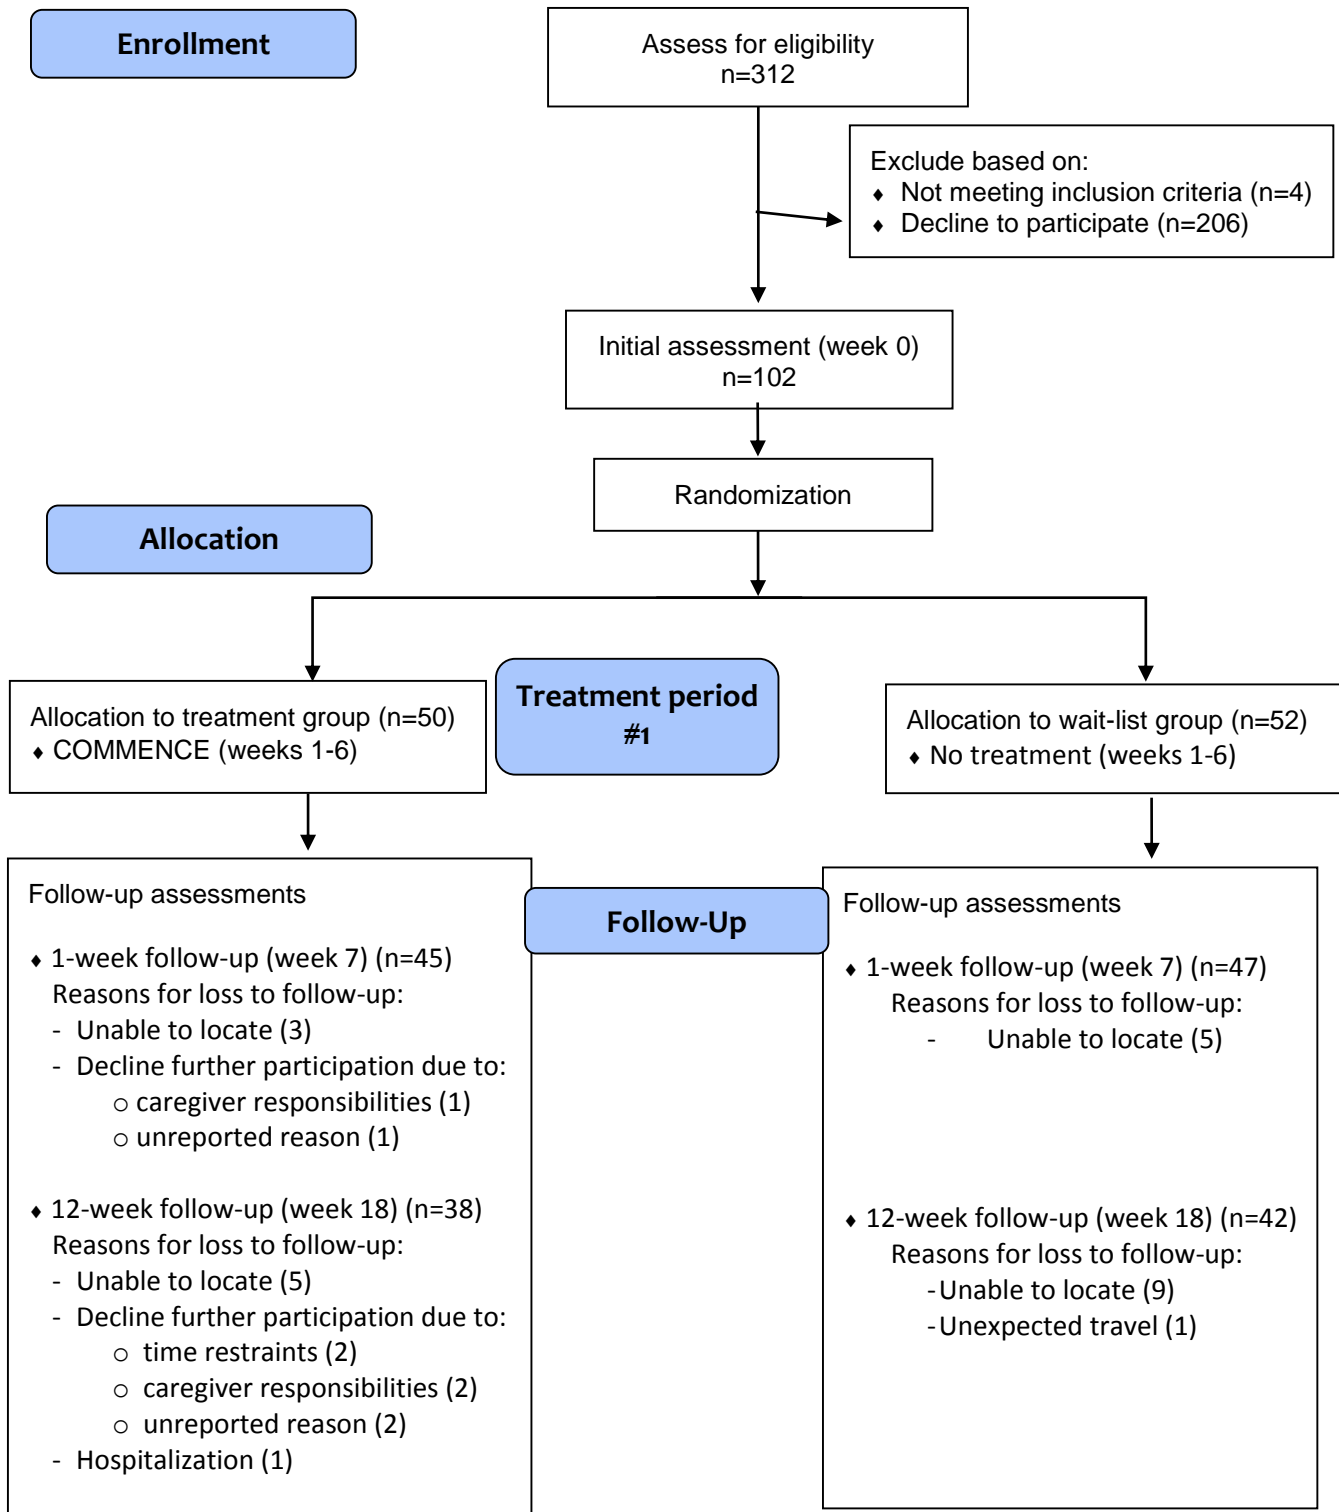 Enrollment
Assess for eligibility
n=312
Exclude based on:
♦ Not meeting inclusion criteria (n=4)
♦ Decline to participate (n=206)
Initial assessment (week 0)
n=102
Randomization
Allocation
Treatment period
#1
Allocation to treatment group (n=50)
♦ COMMENCE (weeks 1-6)
Allocation to wait-list group (n=52)
♦ No treatment (weeks 1-6)
Follow-Up
Follow-up assessments
♦ 1-week follow-up (week 7) (n=45)
Reasons for loss to follow-up:
- Unable to locate (3)
- Decline further participation due to:
o caregiver responsibilities (1)
o unreported reason (1)
♦ 12-week follow-up (week 18) (n=38)
Reasons for loss to follow-up:
- Unable to locate (5)
- Decline further participation due to:
o time restraints (2)
o caregiver responsibilities (2)
o unreported reason (2)
- Hospitalization (1)
Follow-up assessments
♦ 1-week follow-up (week 7) (n=47)
Reasons for loss to follow-up:
- Unable to locate (5)
♦ 12-week follow-up (week 18) (n=42)
Reasons for loss to follow-up:
-Unable to locate (9)
-Unexpected travel (1)